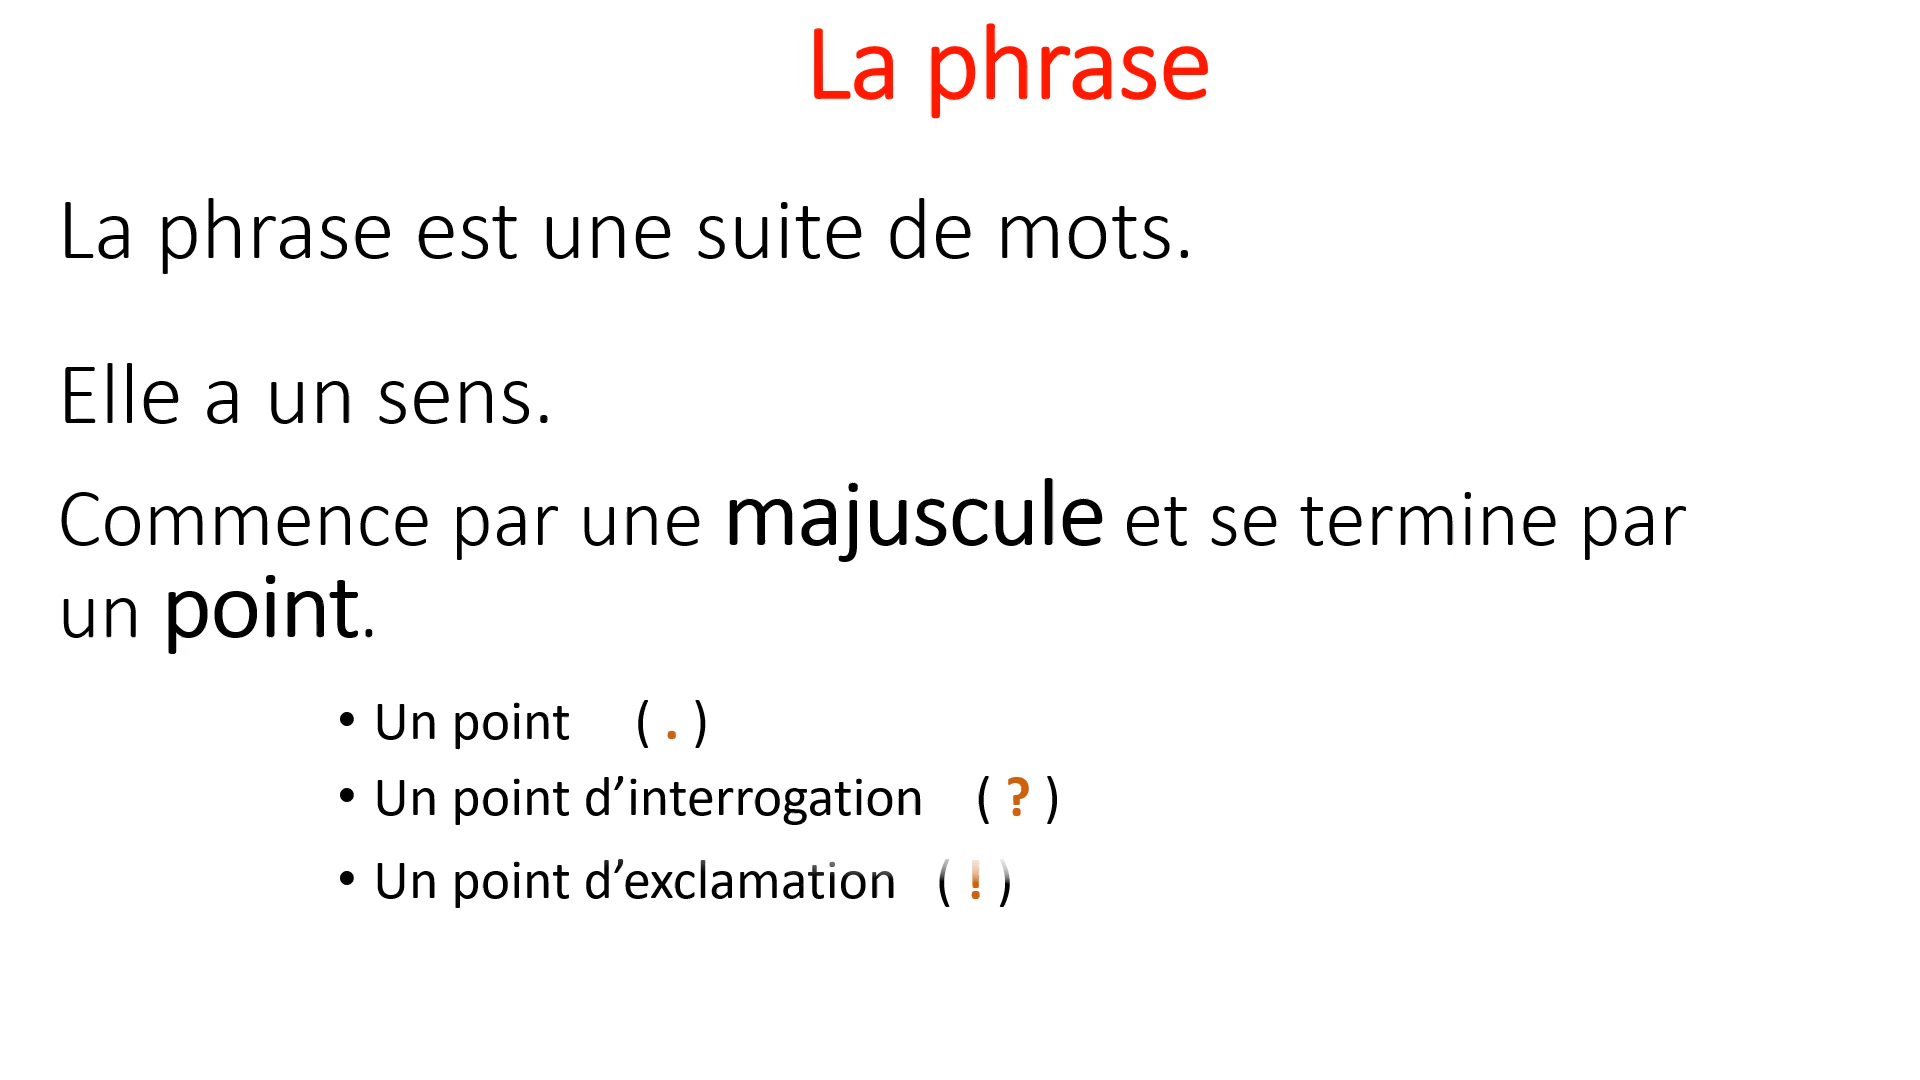 La phrase
La phrase est une suite de mots.
Elle a un sens.
Commence par une majuscule et se termine par
un point.
• Un point ( . )
• Un point d’interrogation ( ? )
• Un point d’exclamation ( ! )